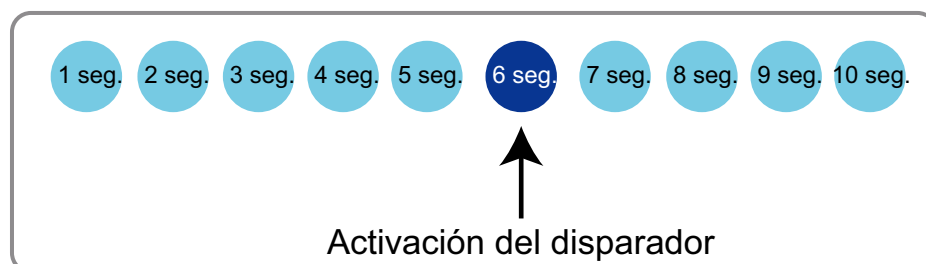 1 seg. 2 seg. 3 seg. 4 seg. 5 seg. 6 seg. 7 seg. 8 seg. 9 seg. 10 seg.
Activación del disparador